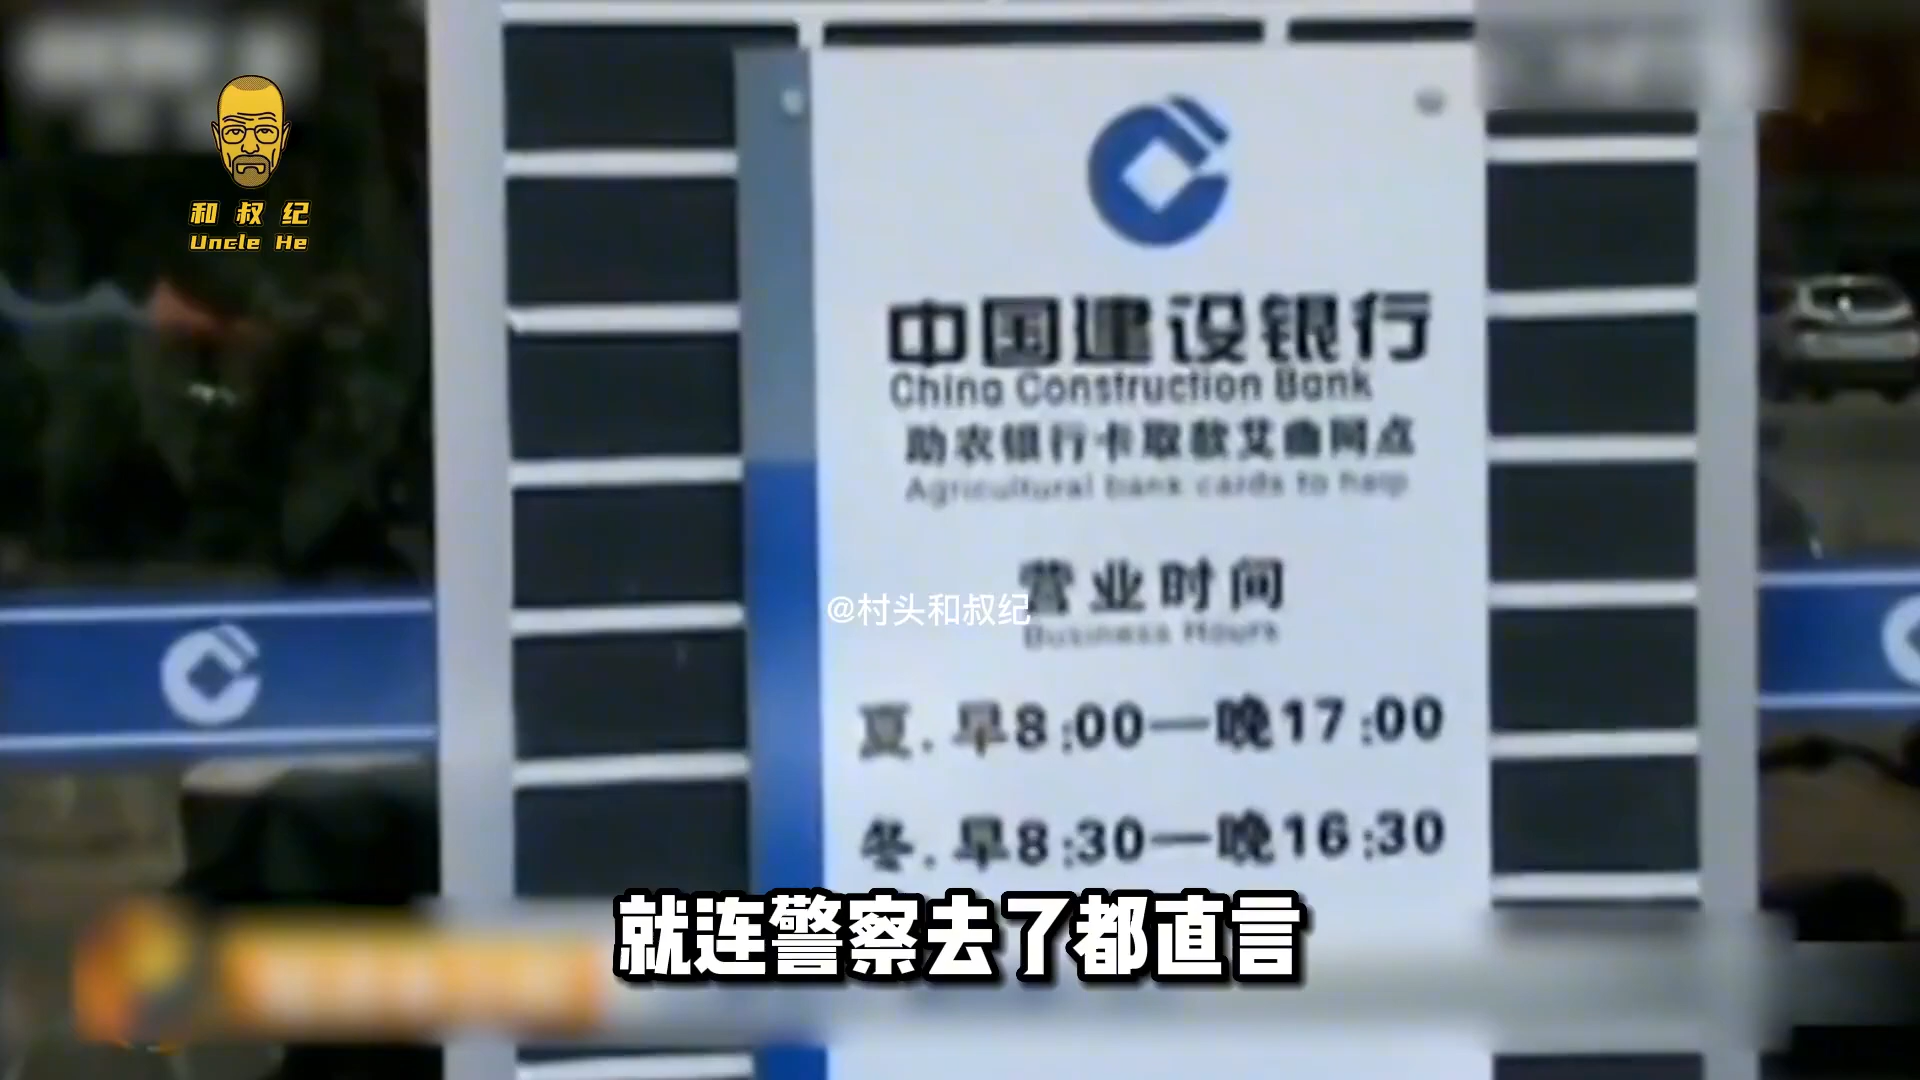 和叔纪
Uncle He
中国建设银行
China Construction Bank
助农银行卡取款艾曲网点
Agricultural bank cards to help
营业时间
@村头和叔纪
Business Hours
夏.早8:00—晚17:00
冬.早8:30—晚16:30
就连警察去了都直言